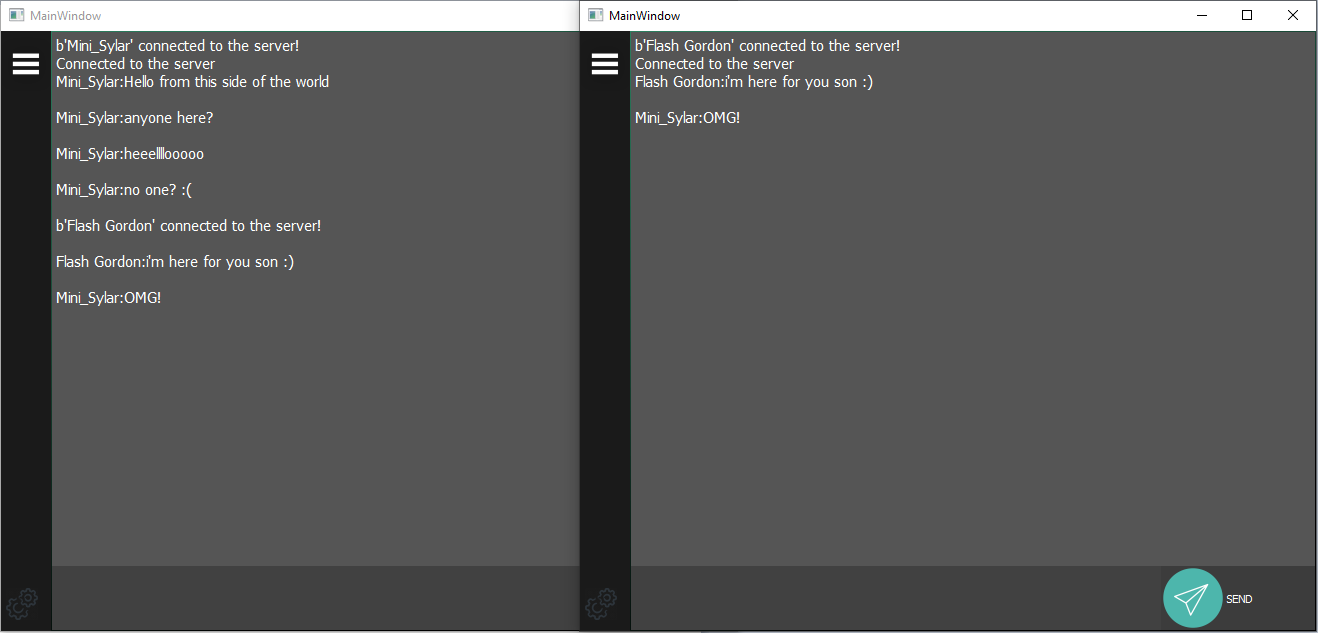 MainWindow
b'Mini_Sylar' connected to the server!
Connected to the server
Mini_Sylar:Hello from this side of the world
Mini_Sylar:anyone here?
Mini_Sylar:heeellllooooo
Mini_Sylar:no one? :(
b'Flash Gordon' connected to the server!
Flash Gordon:i'm here for you son :)
Mini_Sylar:OMG!
MainWindow
b'Flash Gordon' connected to the server!
Connected to the server
Flash Gordon:i'm here for you son :)
Mini_Sylar:OMG!
SEND